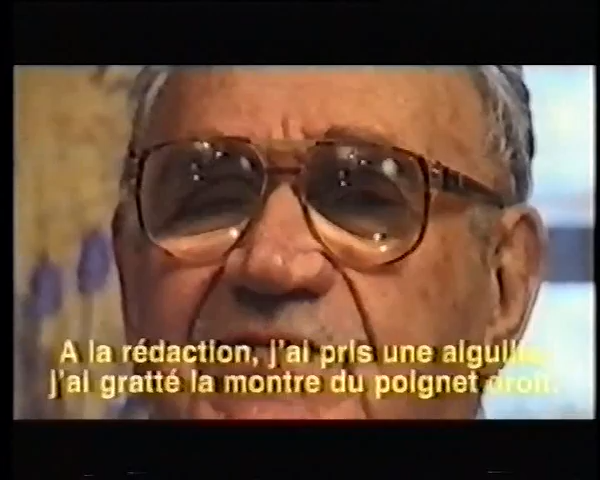 A la rédaction, j'ai pris une aiguille,
j'ai gratté la montre du poignet droit.